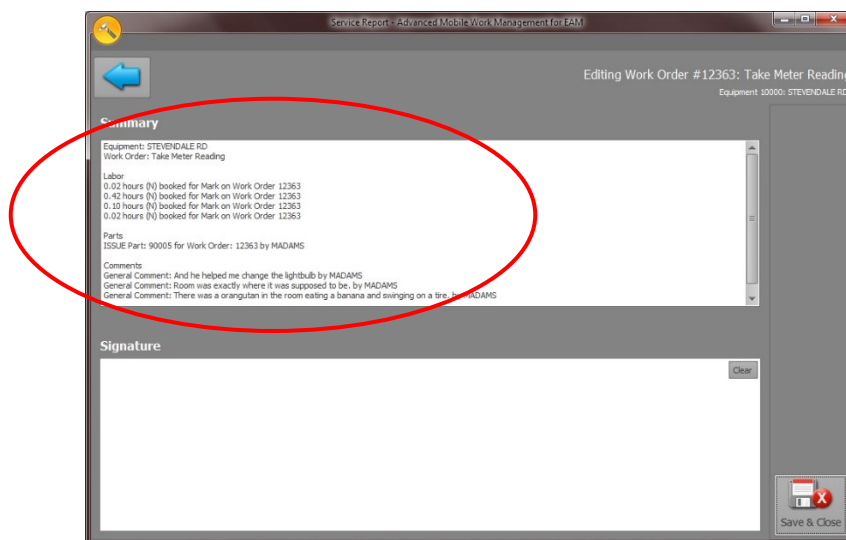 Service Report - Advanced Mobile Work Management for EAM
Editing Work Order #12363: Take Meter Reading
Equipment 10000: STEVENDALE RD
Summary
Equipment: STEVENDALE RD
Work Order: Take Meter Reading
Labor
0.02 hours (N) booked for Mark on Work Order 12363
0.42 hours (N) booked for Mark on Work Order 12363
0.10 hours (N) booked for Mark on Work Order 12363
0.02 hours (N) booked for Mark on Work Order 12363
Parts
ISSUE Part: 90005 for Work Order: 12363 by MADAMS
Comments
General Comment: And he helped me change the lightbulb by MADAMS
General Comment: Room was exactly where it was supposed to be. by MADAMS
General Comment: There was a orangutan in the room eating a banana and swinging on a tire. by MADAMS
Signature
Clear
Save & Close